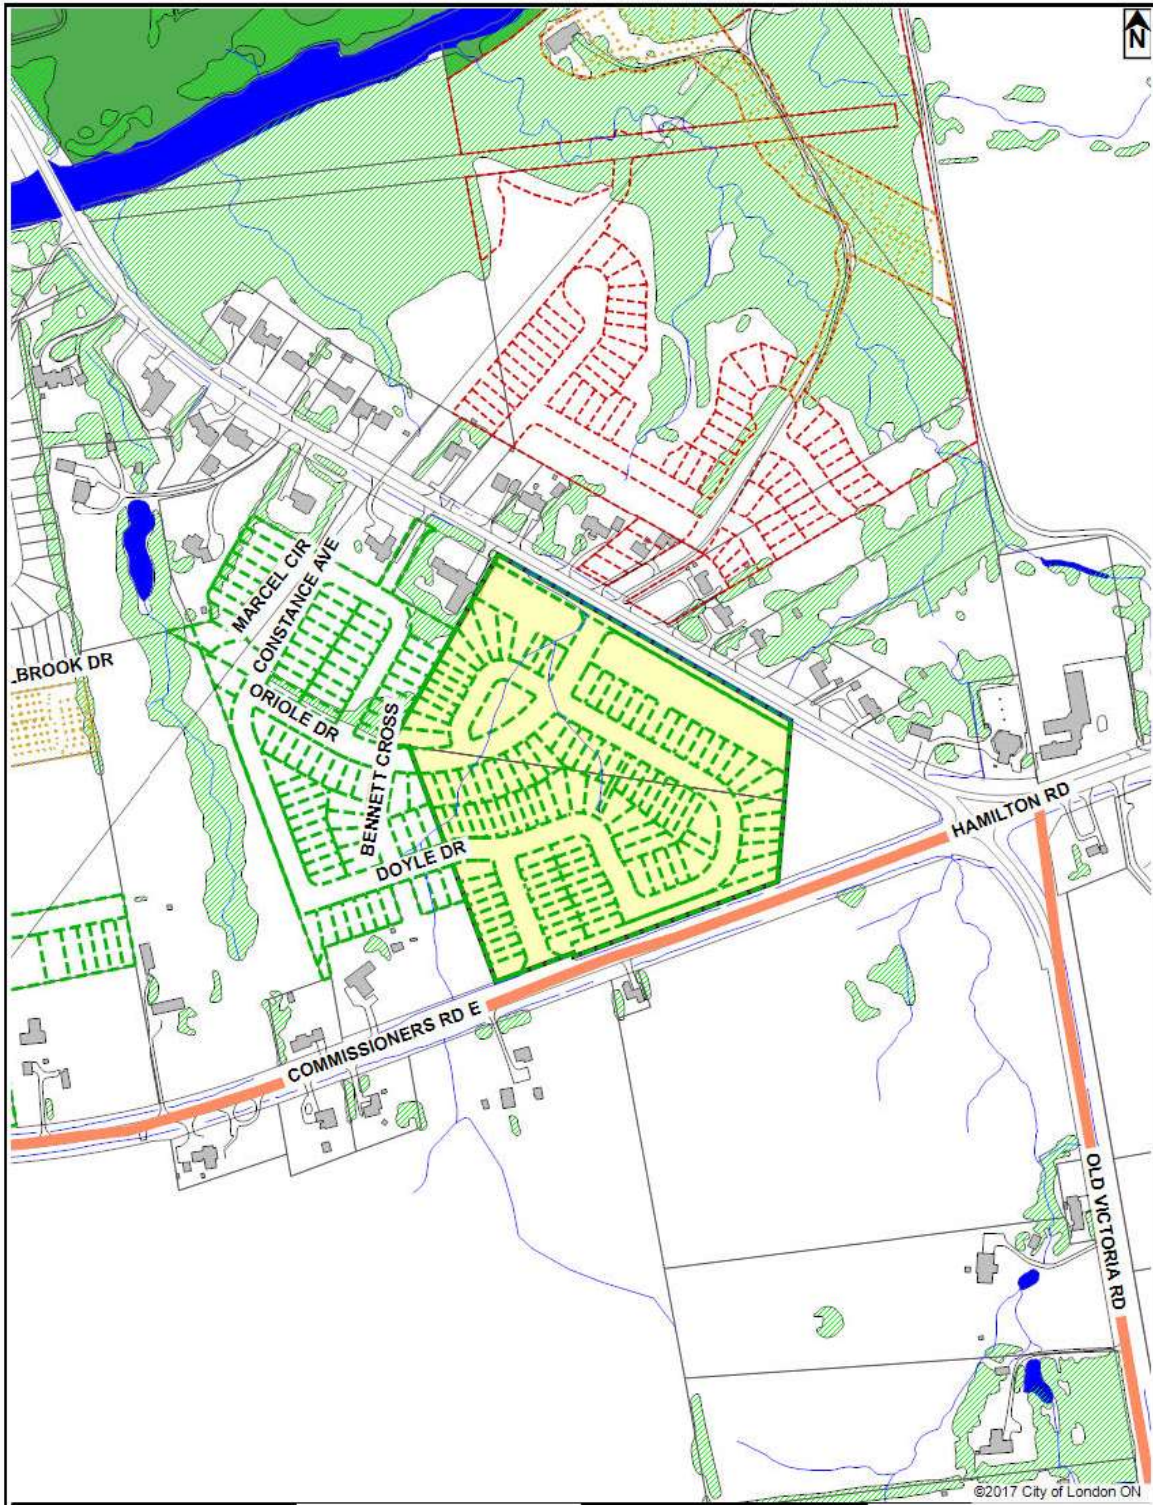 N
MARCEL CIR
CONSTANCE AVE
LBROOK DR
ORIOLE DR
BENNETT CROSS
HAMILTON RD
DOYLE DR
COMMISSIONERS RD E
OLD VICTORIA RD
©2017 City of London ON